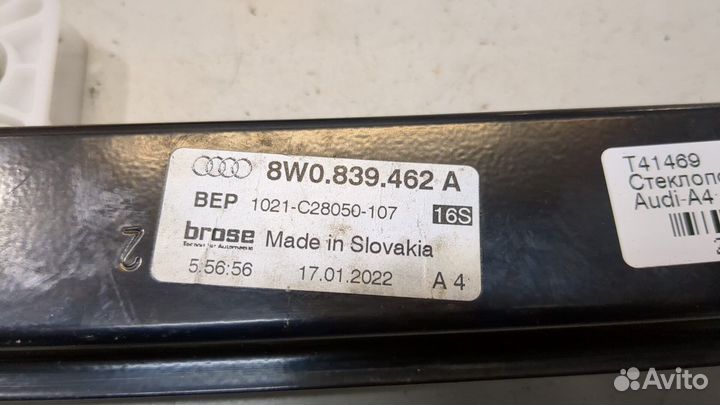 8W0.839.462 A
BEP 1021-C28050-107 16S
brose Made in Slovakia
5:56:56 17.01.2022 A 4
2
T41469
Audi-A4
Avito